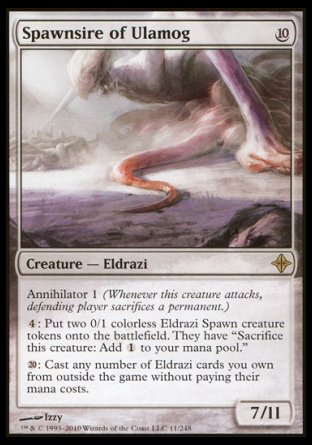 Spawnsire of Ulamog 10
Creature — Eldrazi
Annihilator 1 (Whenever this creature attacks,
defending player sacrifices a permanent.)
4: Put two 0/1 colorless Eldrazi Spawn creature
tokens onto the battlefield. They have “Sacrifice
this creature: Add 1 to your mana pool.”
20: Cast any number of Eldrazi cards you own
from outside the game without paying their
mana costs.
Izzy
™ & © 1993–2010 Wizards of the Coast LLC 11/248
7/11